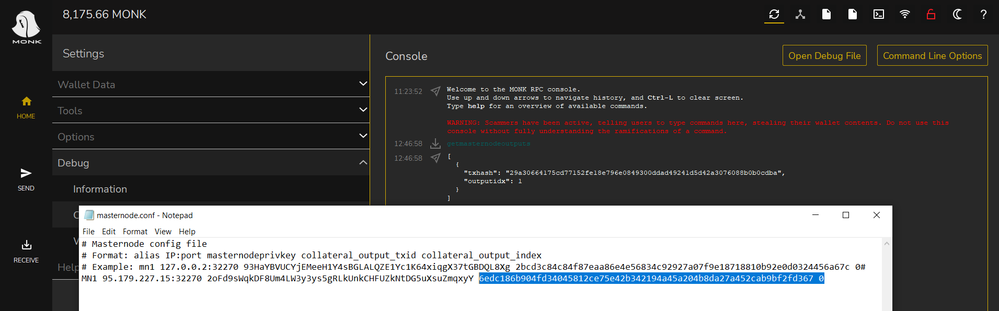 8,175.66 MONK
MONK
Settings
Wallet Data
Tools
Options
Debug
Information
Help
HOME
SEND
RECEIVE
Console
Open Debug File
Command Line Options
11:23:52
Welcome to the MONK RPC console.
Use up and down arrows to navigate history, and Ctrl-L to clear screen.
Type help for an overview of available commands.
WARNING: Scammers have been active, telling users to type commands here, stealing their wallet contents. Do not use this
console without fully understanding the ramifications of a command.
12:46:58
getmasternodeoutputs
12:46:58
[
{
"txhash": "29a30664175cd77152fe18e796e0849300ddad49241d5d42a3076088b0b0cdba",
"outputidx": 1
}
]
masternode.conf - Notepad
File Edit Format View Help
# Masternode config file
# Format: alias IP:port masternodeprivkey collateral_output_txid collateral_output_index
# Example: mn1 127.0.0.2:32270 93HaYBVUCYjEMeeH1Y4sBGLALQZE1Yc1K64xiqgX37tGBDQL8Xg 2bcd3c84c84f87eaa86e4e56834c92927a07f9e18718810b92e0d0324456a67c 0#
MN1 95.179.227.15:32270 2oFd9sWqkDF8Um4LW3y3ys5gRLkUnkCHFUZkNtDG5uXsuZmqxyY 6edc186b904fd34045812ce75e42b342194a45a204b8da27a452cab9bf2fd367 0